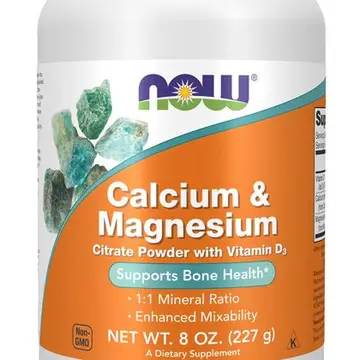 NOW
Calcium &
Magnesium
Citrate Powder with Vitamin D₃
Supports Bone Health*
• 1:1 Mineral Ratio
• Enhanced Mixability
NET WT. 8 OZ. (227 g)
A Dietary Supplement
Non-
GMO
K